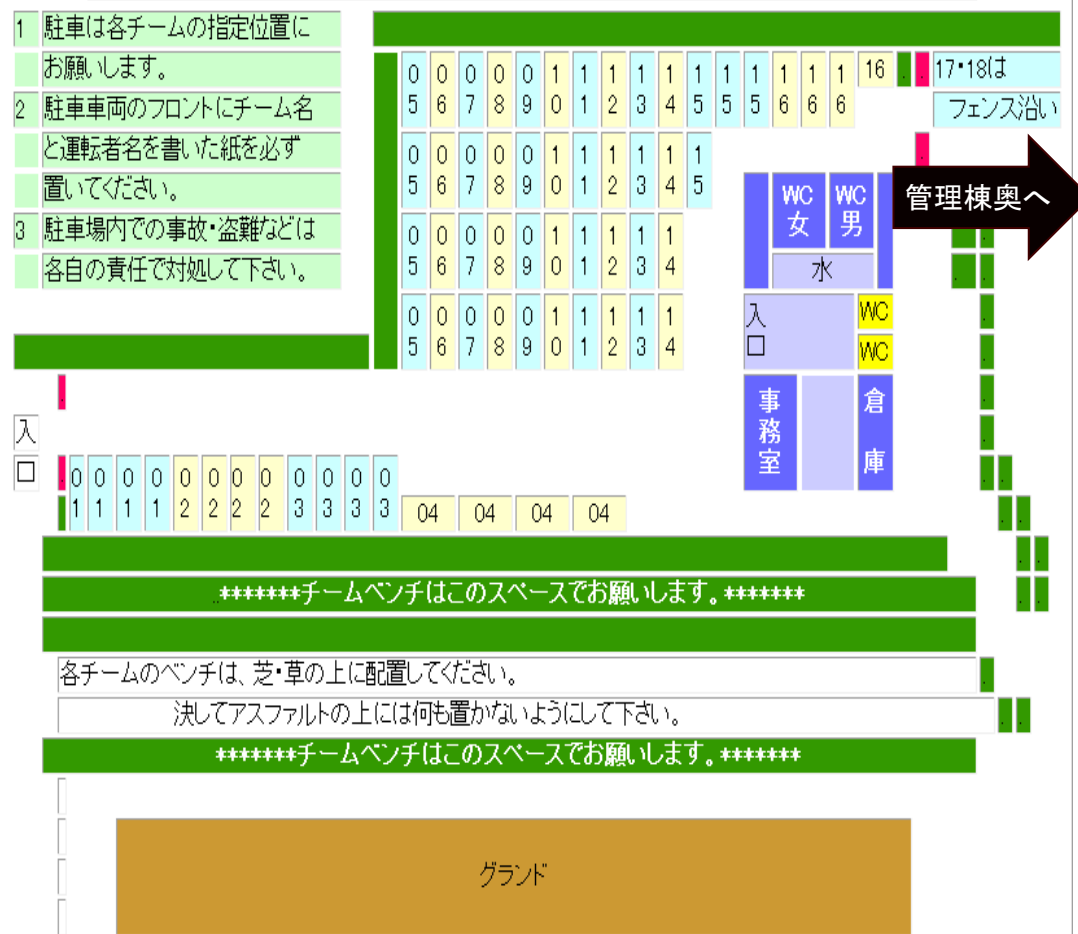 1 駐車は各チームの指定位置に
お願いします。
2 駐車車両のフロントにチーム名
と運転者名を書いた紙を必ず
置いてください。
3 駐車場内での事故・盗難などは
各自の責任で対処して下さい。
05 06 07 08 09 10 11 12 13 14 15 15 15 16 16 16 16 . . 17・18は
フェンス沿い
05 06 07 08 09 10 11 12 13 14 15
管理棟奥へ
WC女 WC男
05 06 07 08 09 10 11 12 13 14
水
05 06 07 08 09 10 11 12 13 14
入口
WC
WC
事務室
倉庫
入口
01 01 01 01 02 02 02 02 03 03 03 03
04 04 04 04
*******チームベンチはこのスペースでお願いします。*******
各チームのベンチは、芝・草の上に配置してください。
決してアスファルトの上には何も置かないようにして下さい。
*******チームベンチはこのスペースでお願いします。*******
グランド